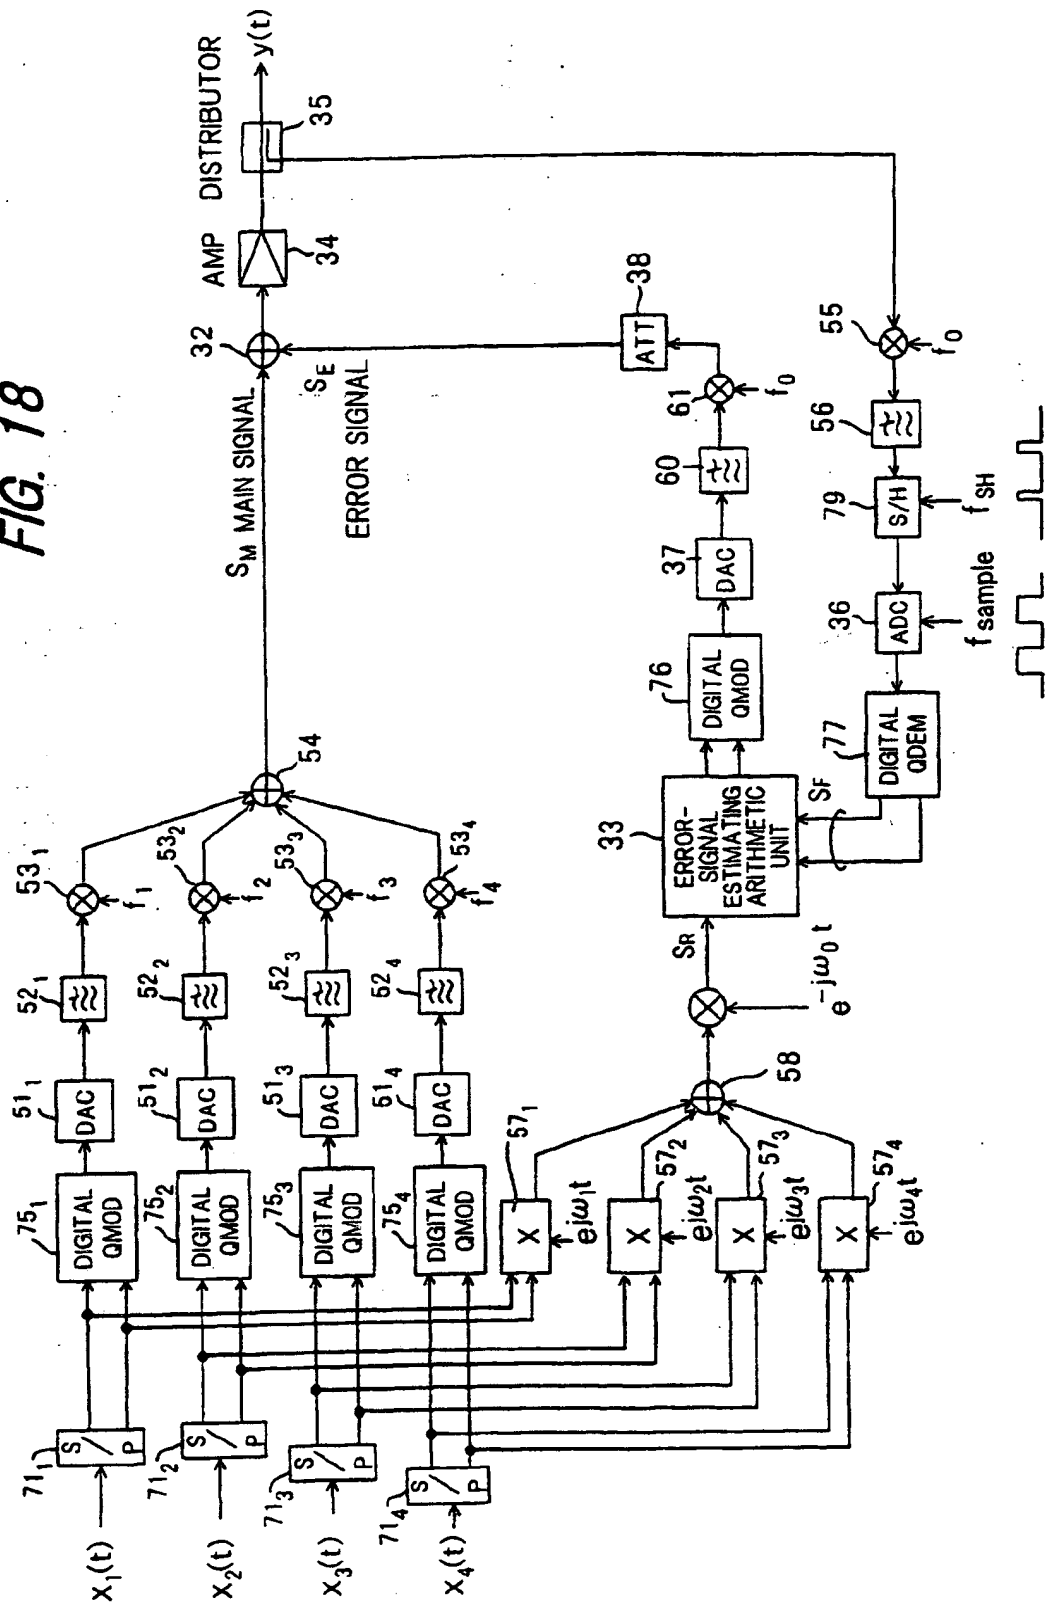 FIG. 18
X1(t)
X2(t)
X3(t)
X4(t)
711
712
713
714
S/P
S/P
S/P
S/P
751
DIGITAL
QMOD
752
DIGITAL
QMOD
753
DIGITAL
QMOD
754
DIGITAL
QMOD
511
DAC
512
DAC
513
DAC
514
DAC
521
522
523
524
531
f1
532
f2
533
f3
534
f4
54
SM MAIN SIGNAL
SE
ERROR SIGNAL
32
AMP
34
DISTRIBUTOR
35
y(t)
571
X
ejω1t
572
X
ejω2t
573
X
ejω3t
574
X
ejω4t
58
e-jω0t
SR
33
ERROR-
SIGNAL
ESTIMATING
ARITHMETIC
UNIT
76
DIGITAL
QMOD
37
DAC
60
61
f0
38
ATT
SF
77
DIGITAL
QDEM
36
ADC
fsample
79
S/H
fSH
56
55
f0